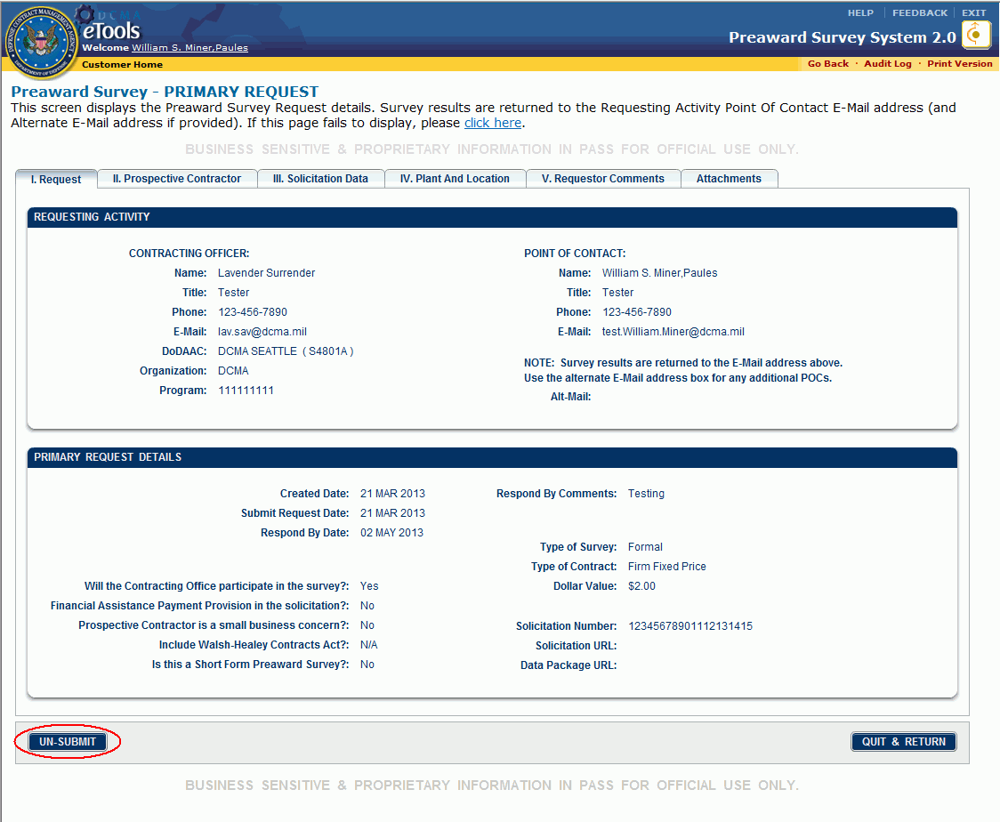 HELP FEEDBACK EXIT
DCMA
eTools
Welcome William S. Miner,Paules
Preaward Survey System 2.0
Customer Home
Go Back · Audit Log · Print Version
DEFENSE CONTRACT MANAGEMENT AGENCY
DEPARTMENT OF DEFENSE
Preaward Survey - PRIMARY REQUEST
This screen displays the Preaward Survey Request details. Survey results are returned to the Requesting Activity Point Of Contact E-Mail address (and
Alternate E-Mail address if provided). If this page fails to display, please click here.
BUSINESS SENSITIVE & PROPRIETARY INFORMATION IN PASS FOR OFFICIAL USE ONLY.
I. Request II. Prospective Contractor III. Solicitation Data IV. Plant And Location V. Requestor Comments Attachments
REQUESTING ACTIVITY
CONTRACTING OFFICER:
Name: Lavender Surrender
Title: Tester
Phone: 123-456-7890
E-Mail: lav.sav@dcma.mil
DoDAAC: DCMA SEATTLE ( S4801A )
Organization: DCMA
Program: 111111111
POINT OF CONTACT:
Name: William S. Miner,Paules
Title: Tester
Phone: 123-456-7890
E-Mail: test.William.Miner@dcma.mil
NOTE: Survey results are returned to the E-Mail address above.
Use the alternate E-Mail address box for any additional POCs.
Alt-Mail:
PRIMARY REQUEST DETAILS
Created Date: 21 MAR 2013
Submit Request Date: 21 MAR 2013
Respond By Date: 02 MAY 2013
Will the Contracting Office participate in the survey?: Yes
Financial Assistance Payment Provision in the solicitation?: No
Prospective Contractor is a small business concern?: No
Include Walsh-Healey Contracts Act?: N/A
Is this a Short Form Preaward Survey?: No
Respond By Comments: Testing
Type of Survey: Formal
Type of Contract: Firm Fixed Price
Dollar Value: $2.00
Solicitation Number: 12345678901112131415
Solicitation URL:
Data Package URL:
UN-SUBMIT QUIT & RETURN
BUSINESS SENSITIVE & PROPRIETARY INFORMATION IN PASS FOR OFFICIAL USE ONLY.